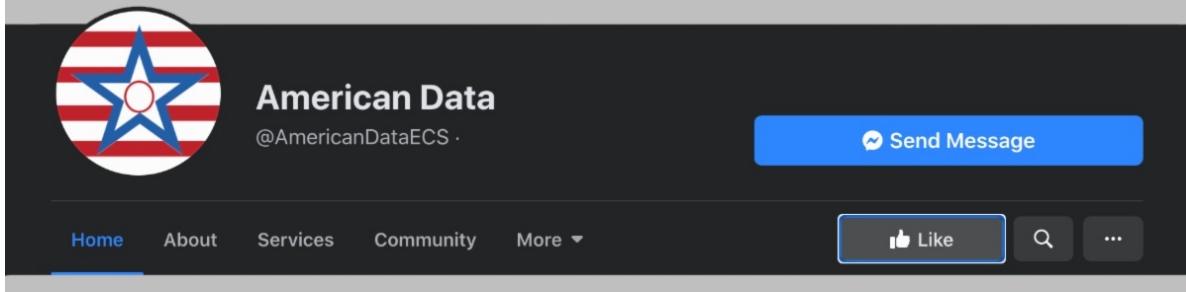 American Data
@AmericanDataECS ·
Send Message
Home About Services Community More
Like